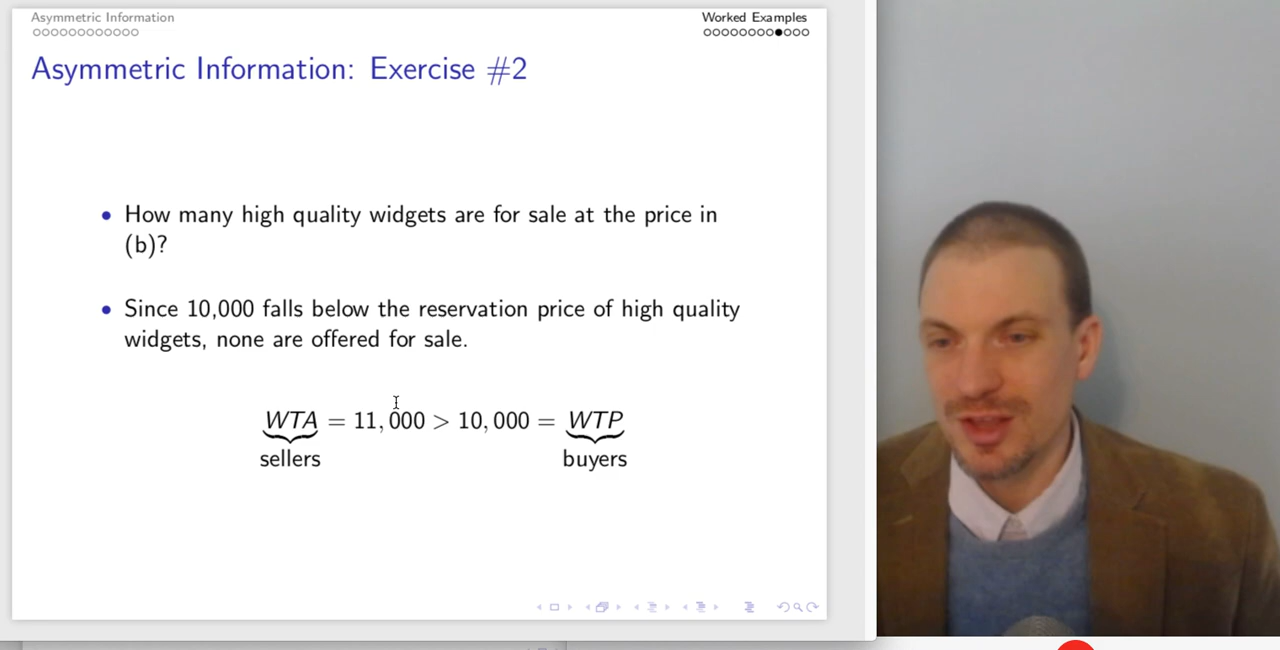 Asymmetric Information
Worked Examples
Asymmetric Information: Exercise #2
• How many high quality widgets are for sale at the price in
(b)?
• Since 10,000 falls below the reservation price of high quality
widgets, none are offered for sale.
WTA = 11, 000 > 10, 000 = WTP
sellers buyers